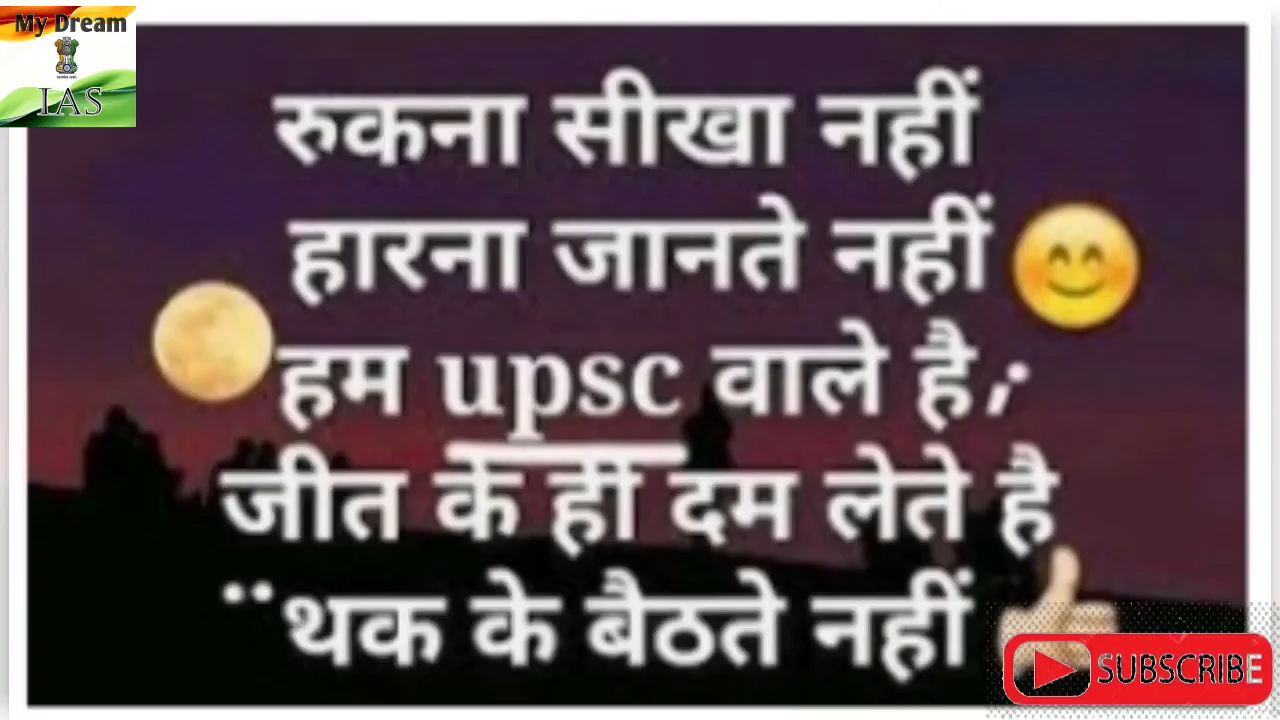 My Dream
IAS
रुकना सीखा नहीं
हारना जानते नहीं
हम upsc वाले है;
जीत के ही दम लेते है
¨थक के बैठते नहीं
SUBSCRIBE